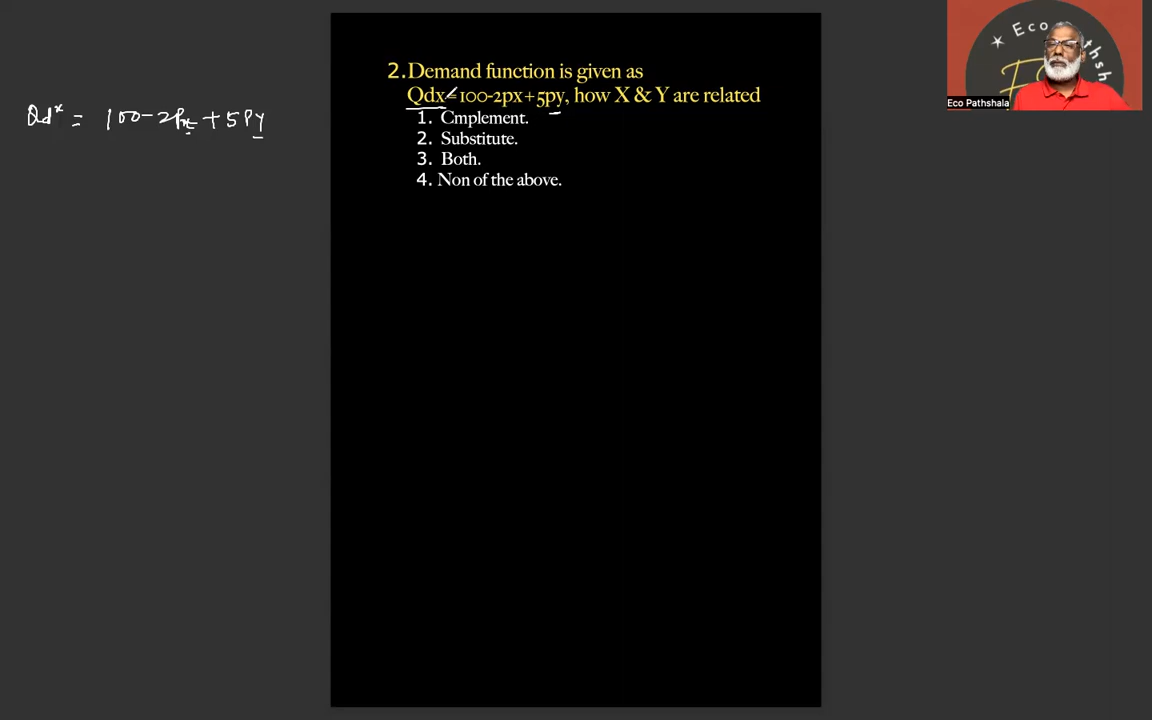 2.Demand function is given as
Qdx=100-2px+5py, how X & Y are related
1. Cmplement.
2. Substitute.
3. Both.
4. Non of the above.
Qdx = 100-2Px+5Py
Eco
Eco Pathshala